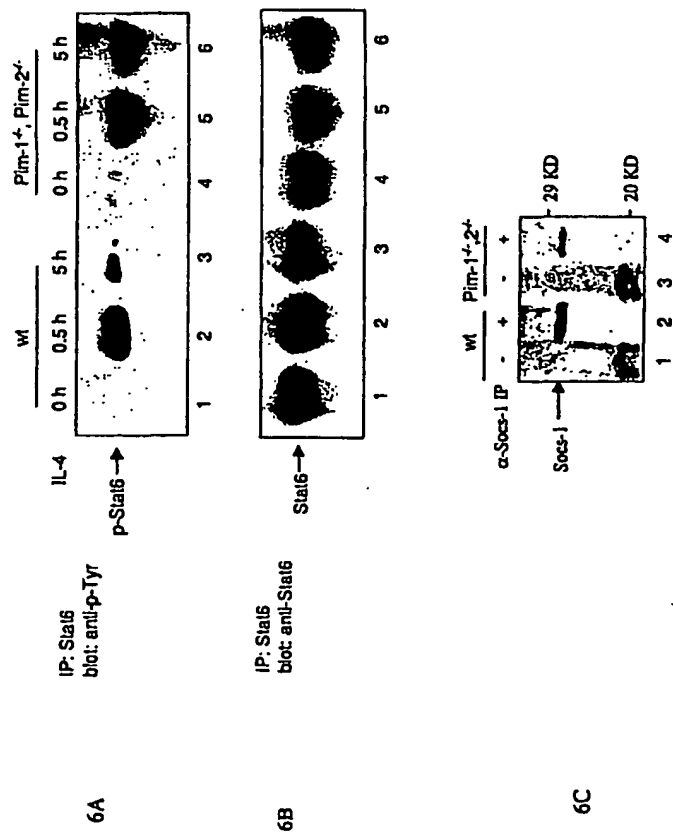 6A
IP: Stat6
blot: anti-p-Tyr
wt
Pim-1-/-, Pim-2-/-
IL-4
0 h 0.5 h 5 h 0 h 0.5 h 5 h
p-Stat6
1 2 3 4 5 6
6B
IP: Stat6
blot: anti-Stat6
Stat6
1 2 3 4 5 6
6C
wt
Pim-1-/-,2-/-
α-Socs-1 IP
- + - +
29 KD
Socs-1
20 KD
1 2 3 4